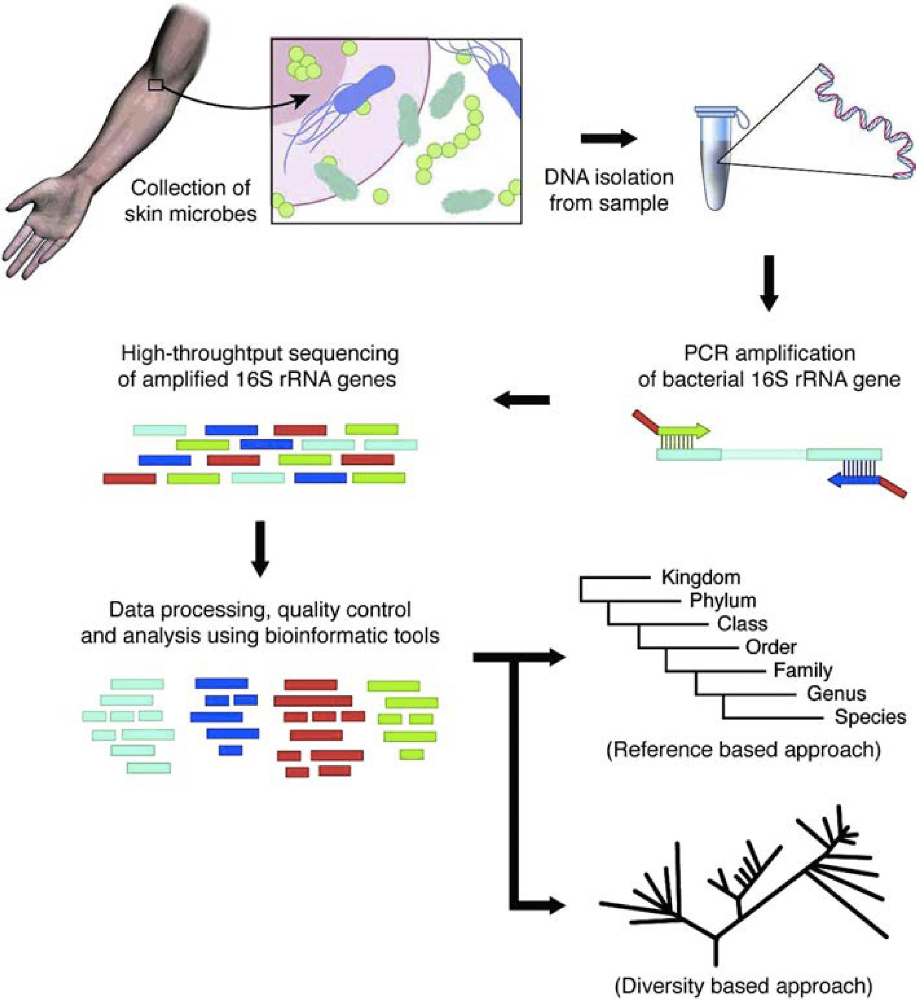 Collection of
skin microbes
DNA isolation
from sample
PCR amplification
of bacterial 16S rRNA gene
High-throughtput sequencing
of amplified 16S rRNA genes
Data processing, quality control
and analysis using bioinformatic tools
Kingdom
Phylum
Class
Order
Family
Genus
Species
(Reference based approach)
(Diversity based approach)